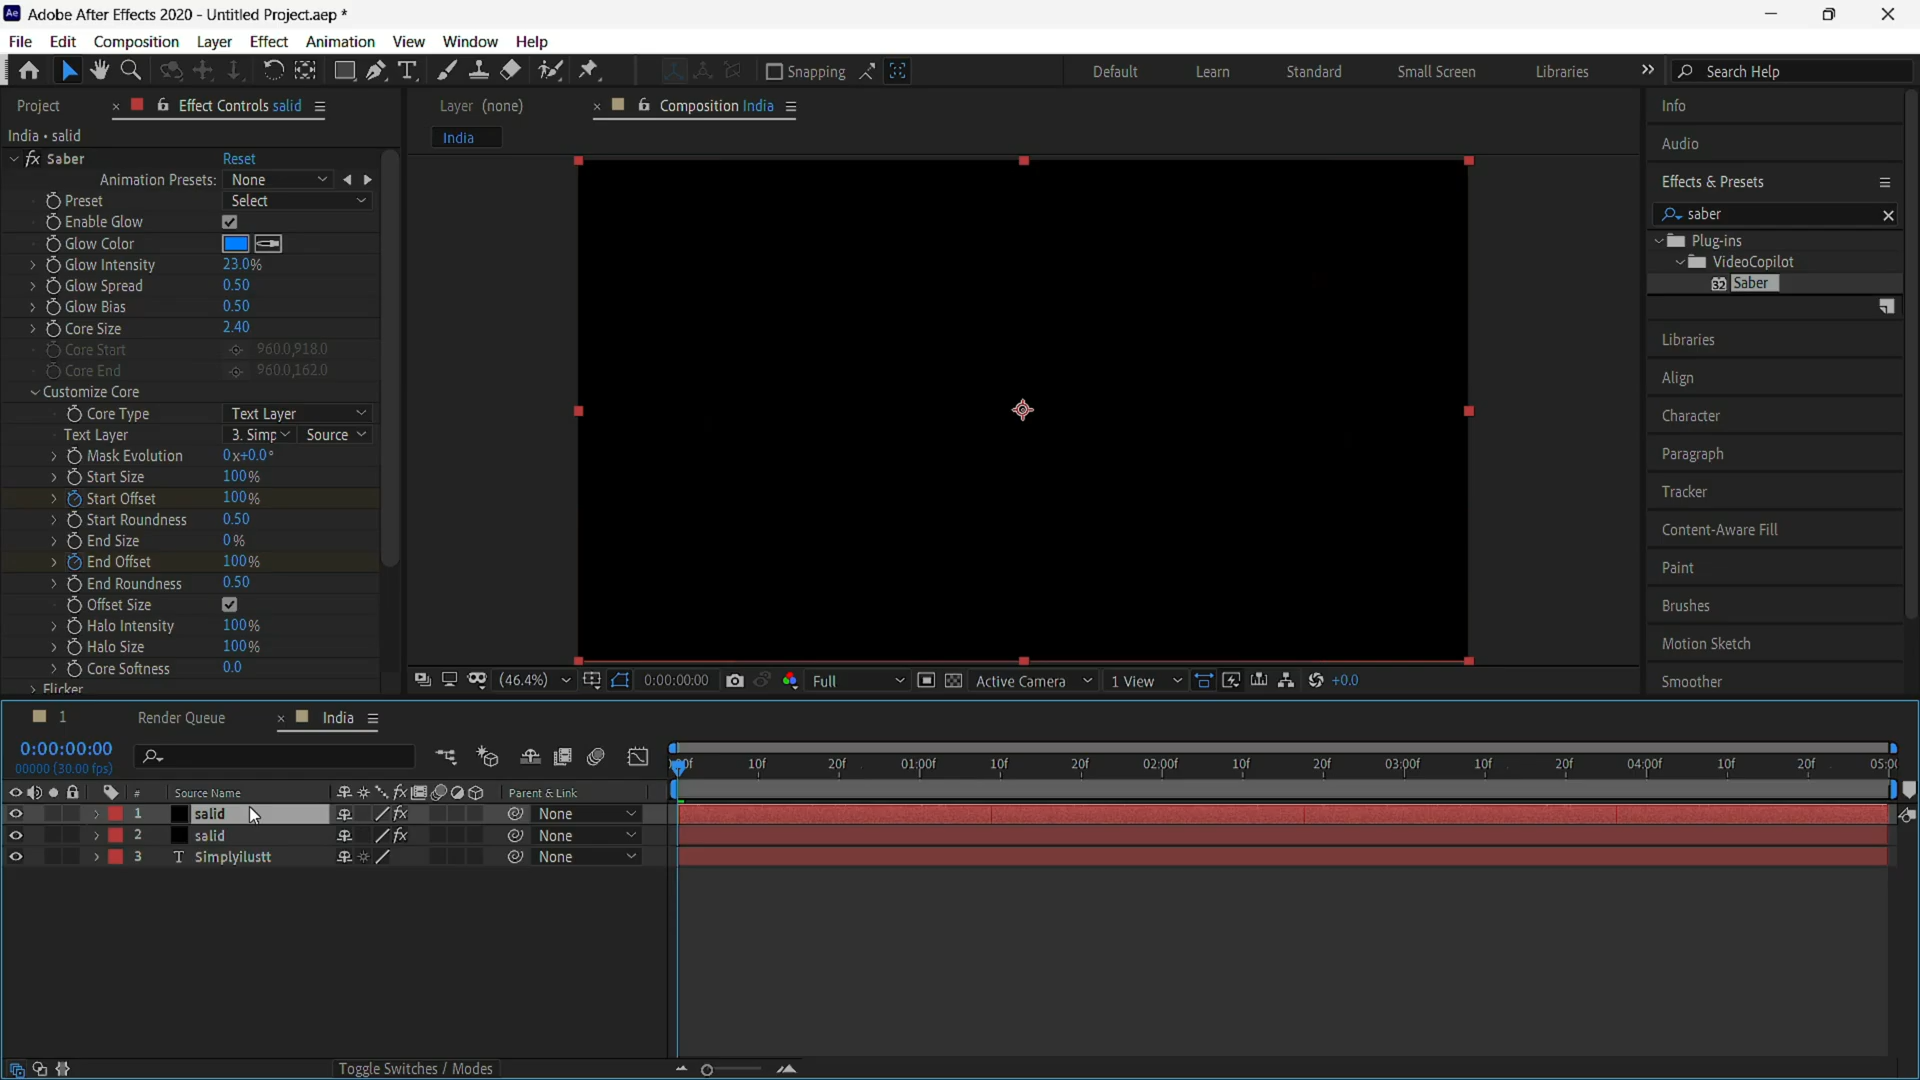 Adobe After Effects 2020 - Untitled Project.aep *
File Edit Composition Layer Effect Animation View Window Help
Snapping Default Learn Standard Small Screen Libraries Search Help
Project Effect Controls salid
India • salid
fx Saber Reset
Animation Presets: None
Preset Select
Enable Glow
Glow Color
Glow Intensity 23.0%
Glow Spread 0.50
Glow Bias 0.50
Core Size 2.40
Core Start 960.0,918.0
Core End 960.0,162.0
Customize Core
Core Type Text Layer
Text Layer 3. Simp Source
Mask Evolution 0x+0.0°
Start Size 100%
Start Offset 100%
Start Roundness 0.50
End Size 0%
End Offset 100%
End Roundness 0.50
Offset Size
Halo Intensity 100%
Halo Size 100%
Core Softness 0.0
Flicker
Layer (none) Composition India
India
(46.4%) 0:00:00:00 Full Active Camera 1 View +0.0
Info
Audio
Effects & Presets
saber
Plug-ins
VideoCopilot
32 Saber
Libraries
Align
Character
Paragraph
Tracker
Content-Aware Fill
Paint
Brushes
Motion Sketch
Smoother
1 Render Queue India
0:00:00:00
00000 (30.00 fps)
10f 20f 01:00f 10f 20f 02:00f 10f 20f 03:00f 10f 20f 04:00f 10f 20f
# Source Name Parent & Link
1 salid fx None
2 salid fx None
3 T Simplyilustt None
Toggle Switches / Modes